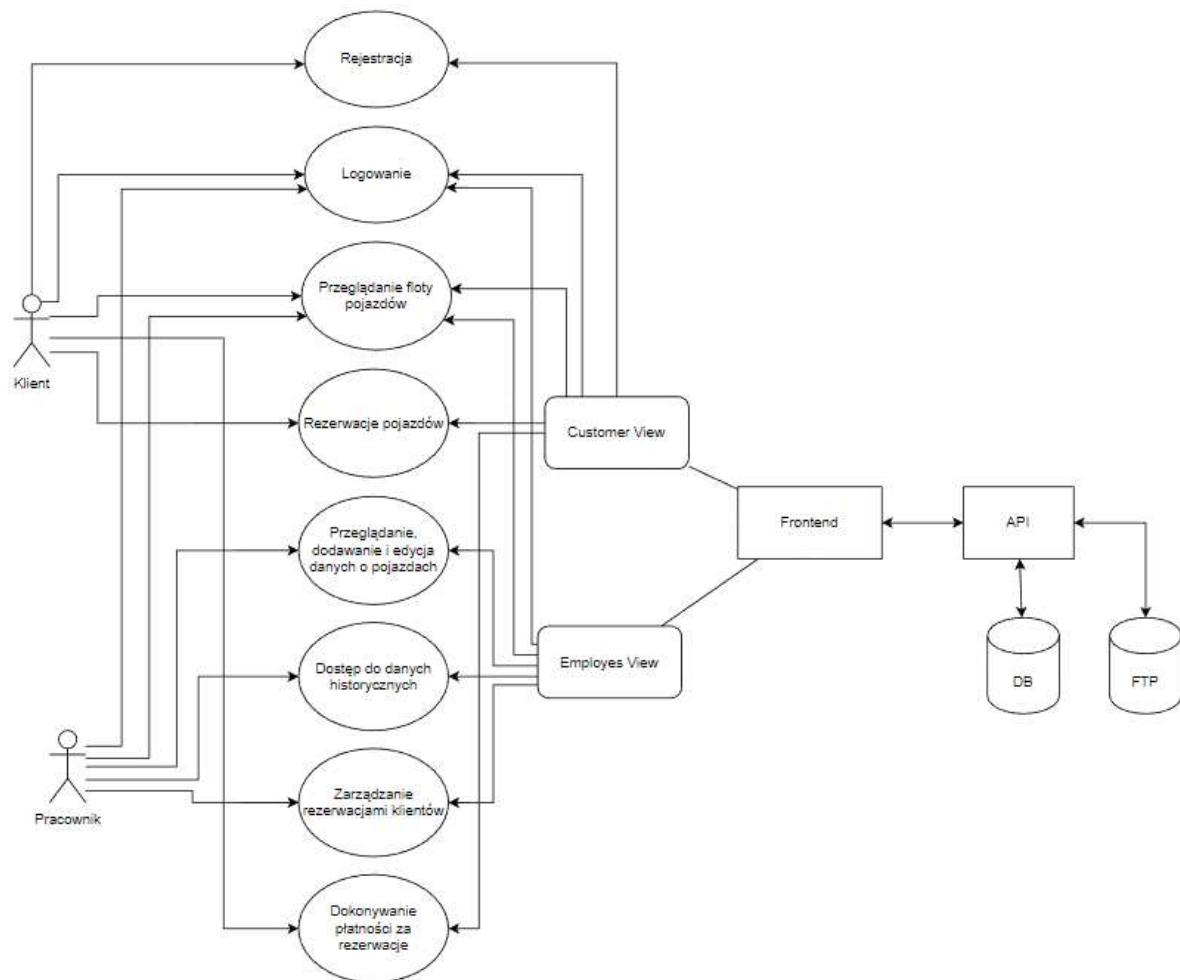 Rejestracja
Logowanie
Przeglądanie floty
pojazdów
Klient
Rezerwacje pojazdów
Customer View
Frontend
API
Przeglądanie,
dodawanie i edycja
danych o pojazdach
Dostęp do danych
historycznych
Employes View
DB
FTP
Pracownik
Zarządzanie
rezerwacjami klientów
Dokonywanie
płatności za
rezerwacje